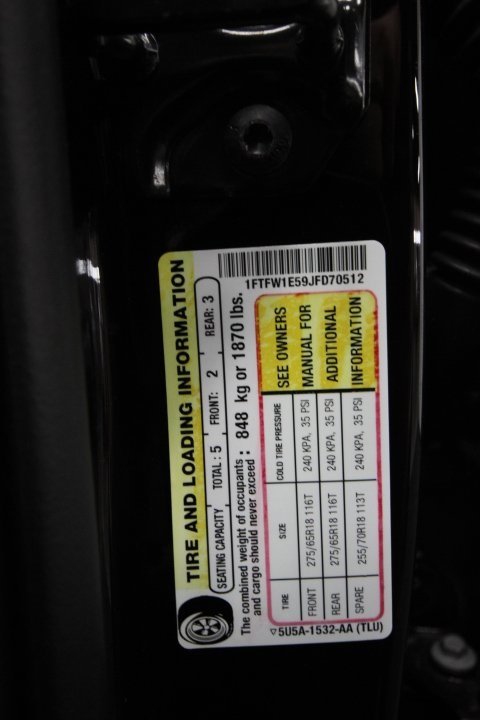 TIRE AND LOADING INFORMATION
SEATING CAPACITY TOTAL: 5 FRONT: 2 REAR: 3
The combined weight of occupants
and cargo should never exceed : 848 kg or 1870 lbs.
1FTFW1E59JFD70512
TIRE SIZE COLD TIRE PRESSURE SEE OWNERS
FRONT 275/65R18 116T 240 KPA, 35 PSI MANUAL FOR
REAR 275/65R18 116T 240 KPA, 35 PSI ADDITIONAL
SPARE 255/70R18 113T 240 KPA, 35 PSI INFORMATION
▽5U5A-1532-AA (TLU)